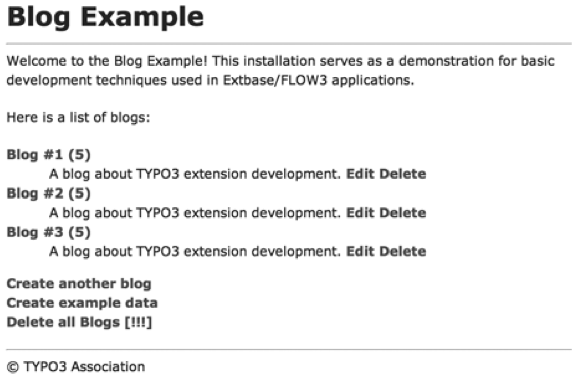 Blog Example
Welcome to the Blog Example! This installation serves as a demonstration for basic
development techniques used in Extbase/FLOW3 applications.
Here is a list of blogs:
Blog #1 (5)
A blog about TYPO3 extension development. Edit Delete
Blog #2 (5)
A blog about TYPO3 extension development. Edit Delete
Blog #3 (5)
A blog about TYPO3 extension development. Edit Delete
Create another blog
Create example data
Delete all Blogs [!!!]
© TYPO3 Association